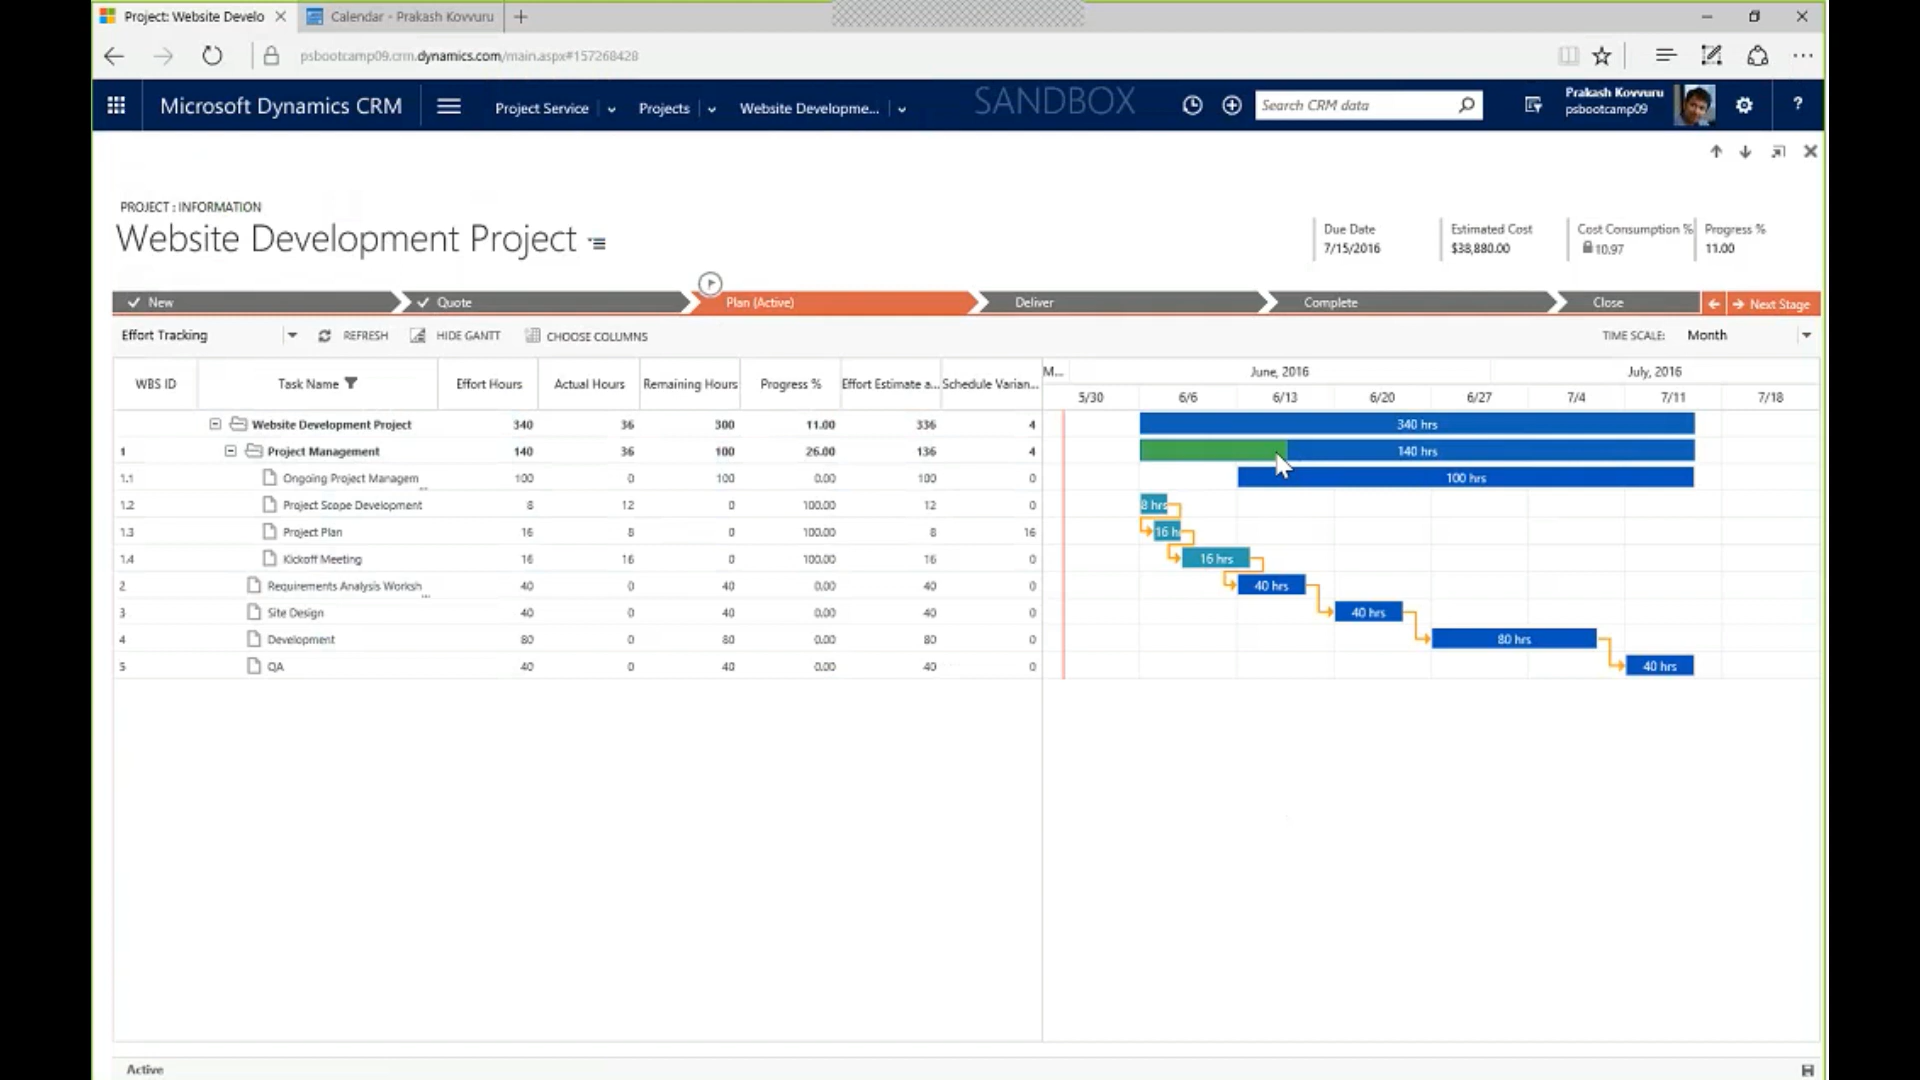 Project: Website Develo
Calendar - Prakash Kovvuru
psbootcamp09.crm.dynamics.com/main.aspx#157268428
Microsoft Dynamics CRM
Project Service
Projects
Website Developme...
SANDBOX
Search CRM data
Prakash Kovvuru
psbootcamp09
?
PROJECT : INFORMATION
Website Development Project
Due Date
7/15/2016
Estimated Cost
$38,880.00
Cost Consumption %
10.97
Progress %
11.00
New
Quote
Plan (Active)
Deliver
Complete
Close
Next Stage
Effort Tracking
REFRESH
HIDE GANTT
CHOOSE COLUMNS
TIME SCALE:
Month
WBS ID Task Name Effort Hours Actual Hours Remaining Hours Progress % Effort Estimate a... Schedule Varian...
M... June, 2016 July, 2016
5/30 6/6 6/13 6/20 6/27 7/4 7/11 7/18
Website Development Project 340 36 300 11.00 336 4 340 hrs
1 Project Management 140 36 100 26.00 136 4 140 hrs
1.1 Ongoing Project Managem... 100 0 100 0.00 100 0 100 hrs
1.2 Project Scope Development 8 12 0 100.00 12 0 8 hrs
1.3 Project Plan 16 8 0 100.00 8 16 16 h
1.4 Kickoff Meeting 16 16 0 100.00 16 0 16 hrs
2 Requirements Analysis Worksh... 40 0 40 0.00 40 0 40 hrs
3 Site Design 40 0 40 0.00 40 0 40 hrs
4 Development 80 0 80 0.00 80 0 80 hrs
5 QA 40 0 40 0.00 40 0 40 hrs
Active